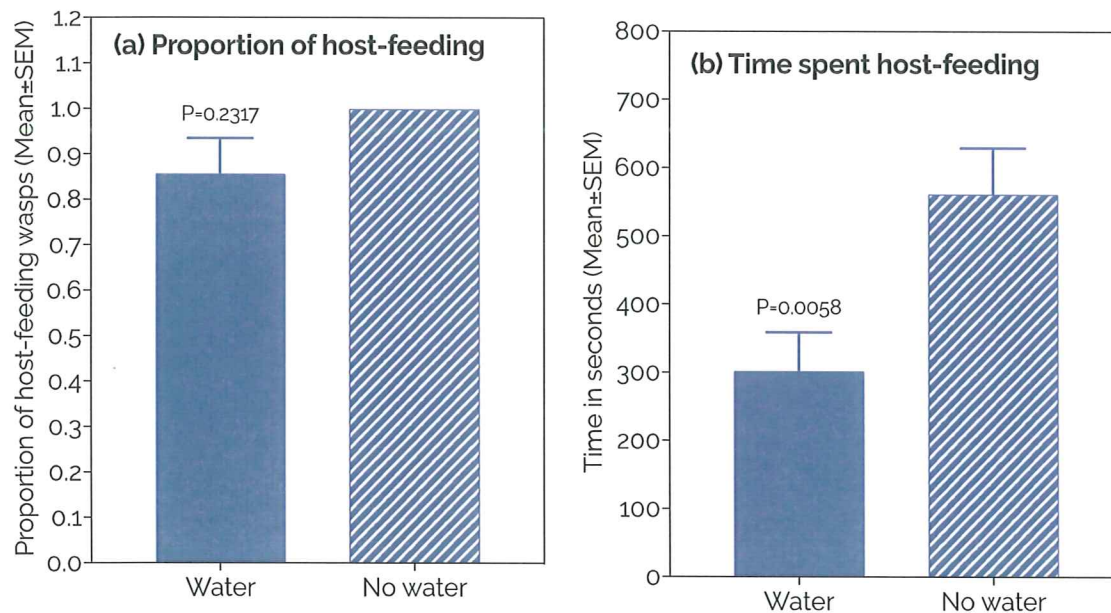 (a) Proportion of host-feeding
Proportion of host-feeding wasps (Mean±SEM)
1.2
1.1
1.0
0.9
0.8
0.7
0.6
0.5
0.4
0.3
0.2
0.1
0.0
P=0.2317
Water
No water
(b) Time spent host-feeding
Time in seconds (Mean±SEM)
800
700
600
500
400
300
200
100
0
P=0.0058
Water
No water